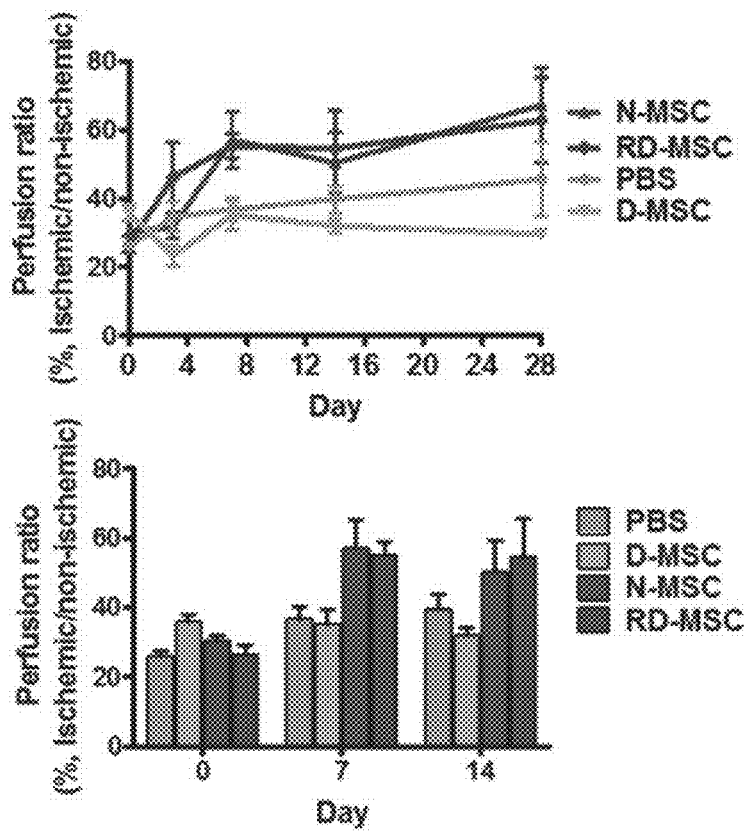 Perfusion ratio
(%, Ischemic/non-ischemic)
80
60
40
20
0
0 4 8 12 16 20 24 28
Day
N-MSC
RD-MSC
PBS
D-MSC
Perfusion ratio
(%, Ischemic/non-ischemic)
80
60
40
20
0
0 7 14
Day
PBS
D-MSC
N-MSC
RD-MSC